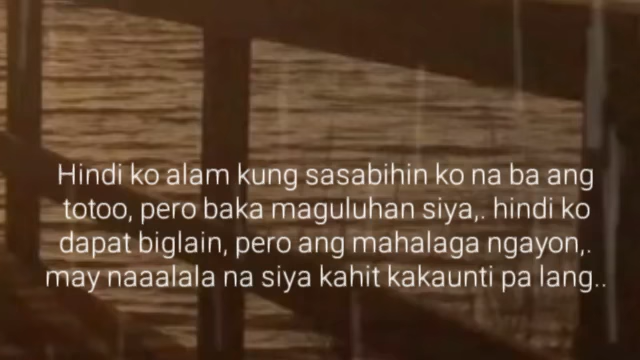 Hindi ko alam kung sasabihin ko na ba ang
totoo, pero baka maguluhan siya,. hindi ko
dapat biglain, pero ang mahalaga ngayon,.
may naaalala na siya kahit kakaunti pa lang..